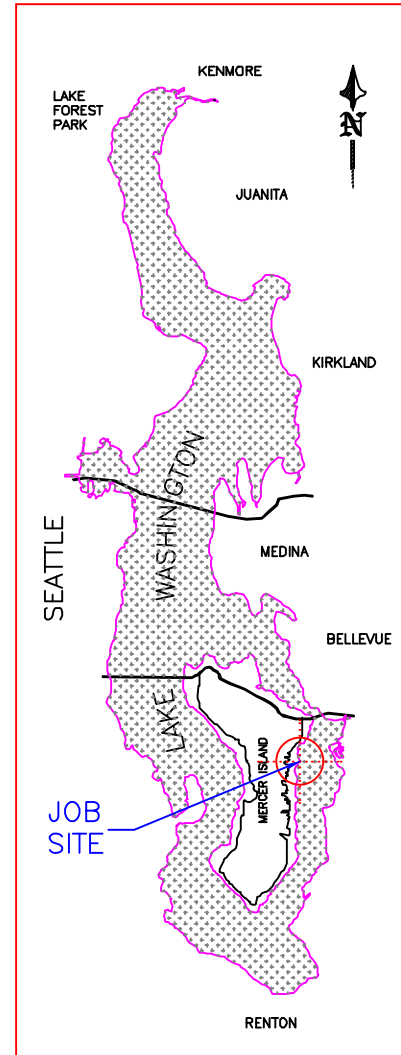 KENMORE
LAKE
FOREST
PARK
N
JUANITA
KIRKLAND
WASHINGTON
SEATTLE
MEDINA
BELLEVUE
LAKE
MERCER ISLAND
JOB
SITE
RENTON